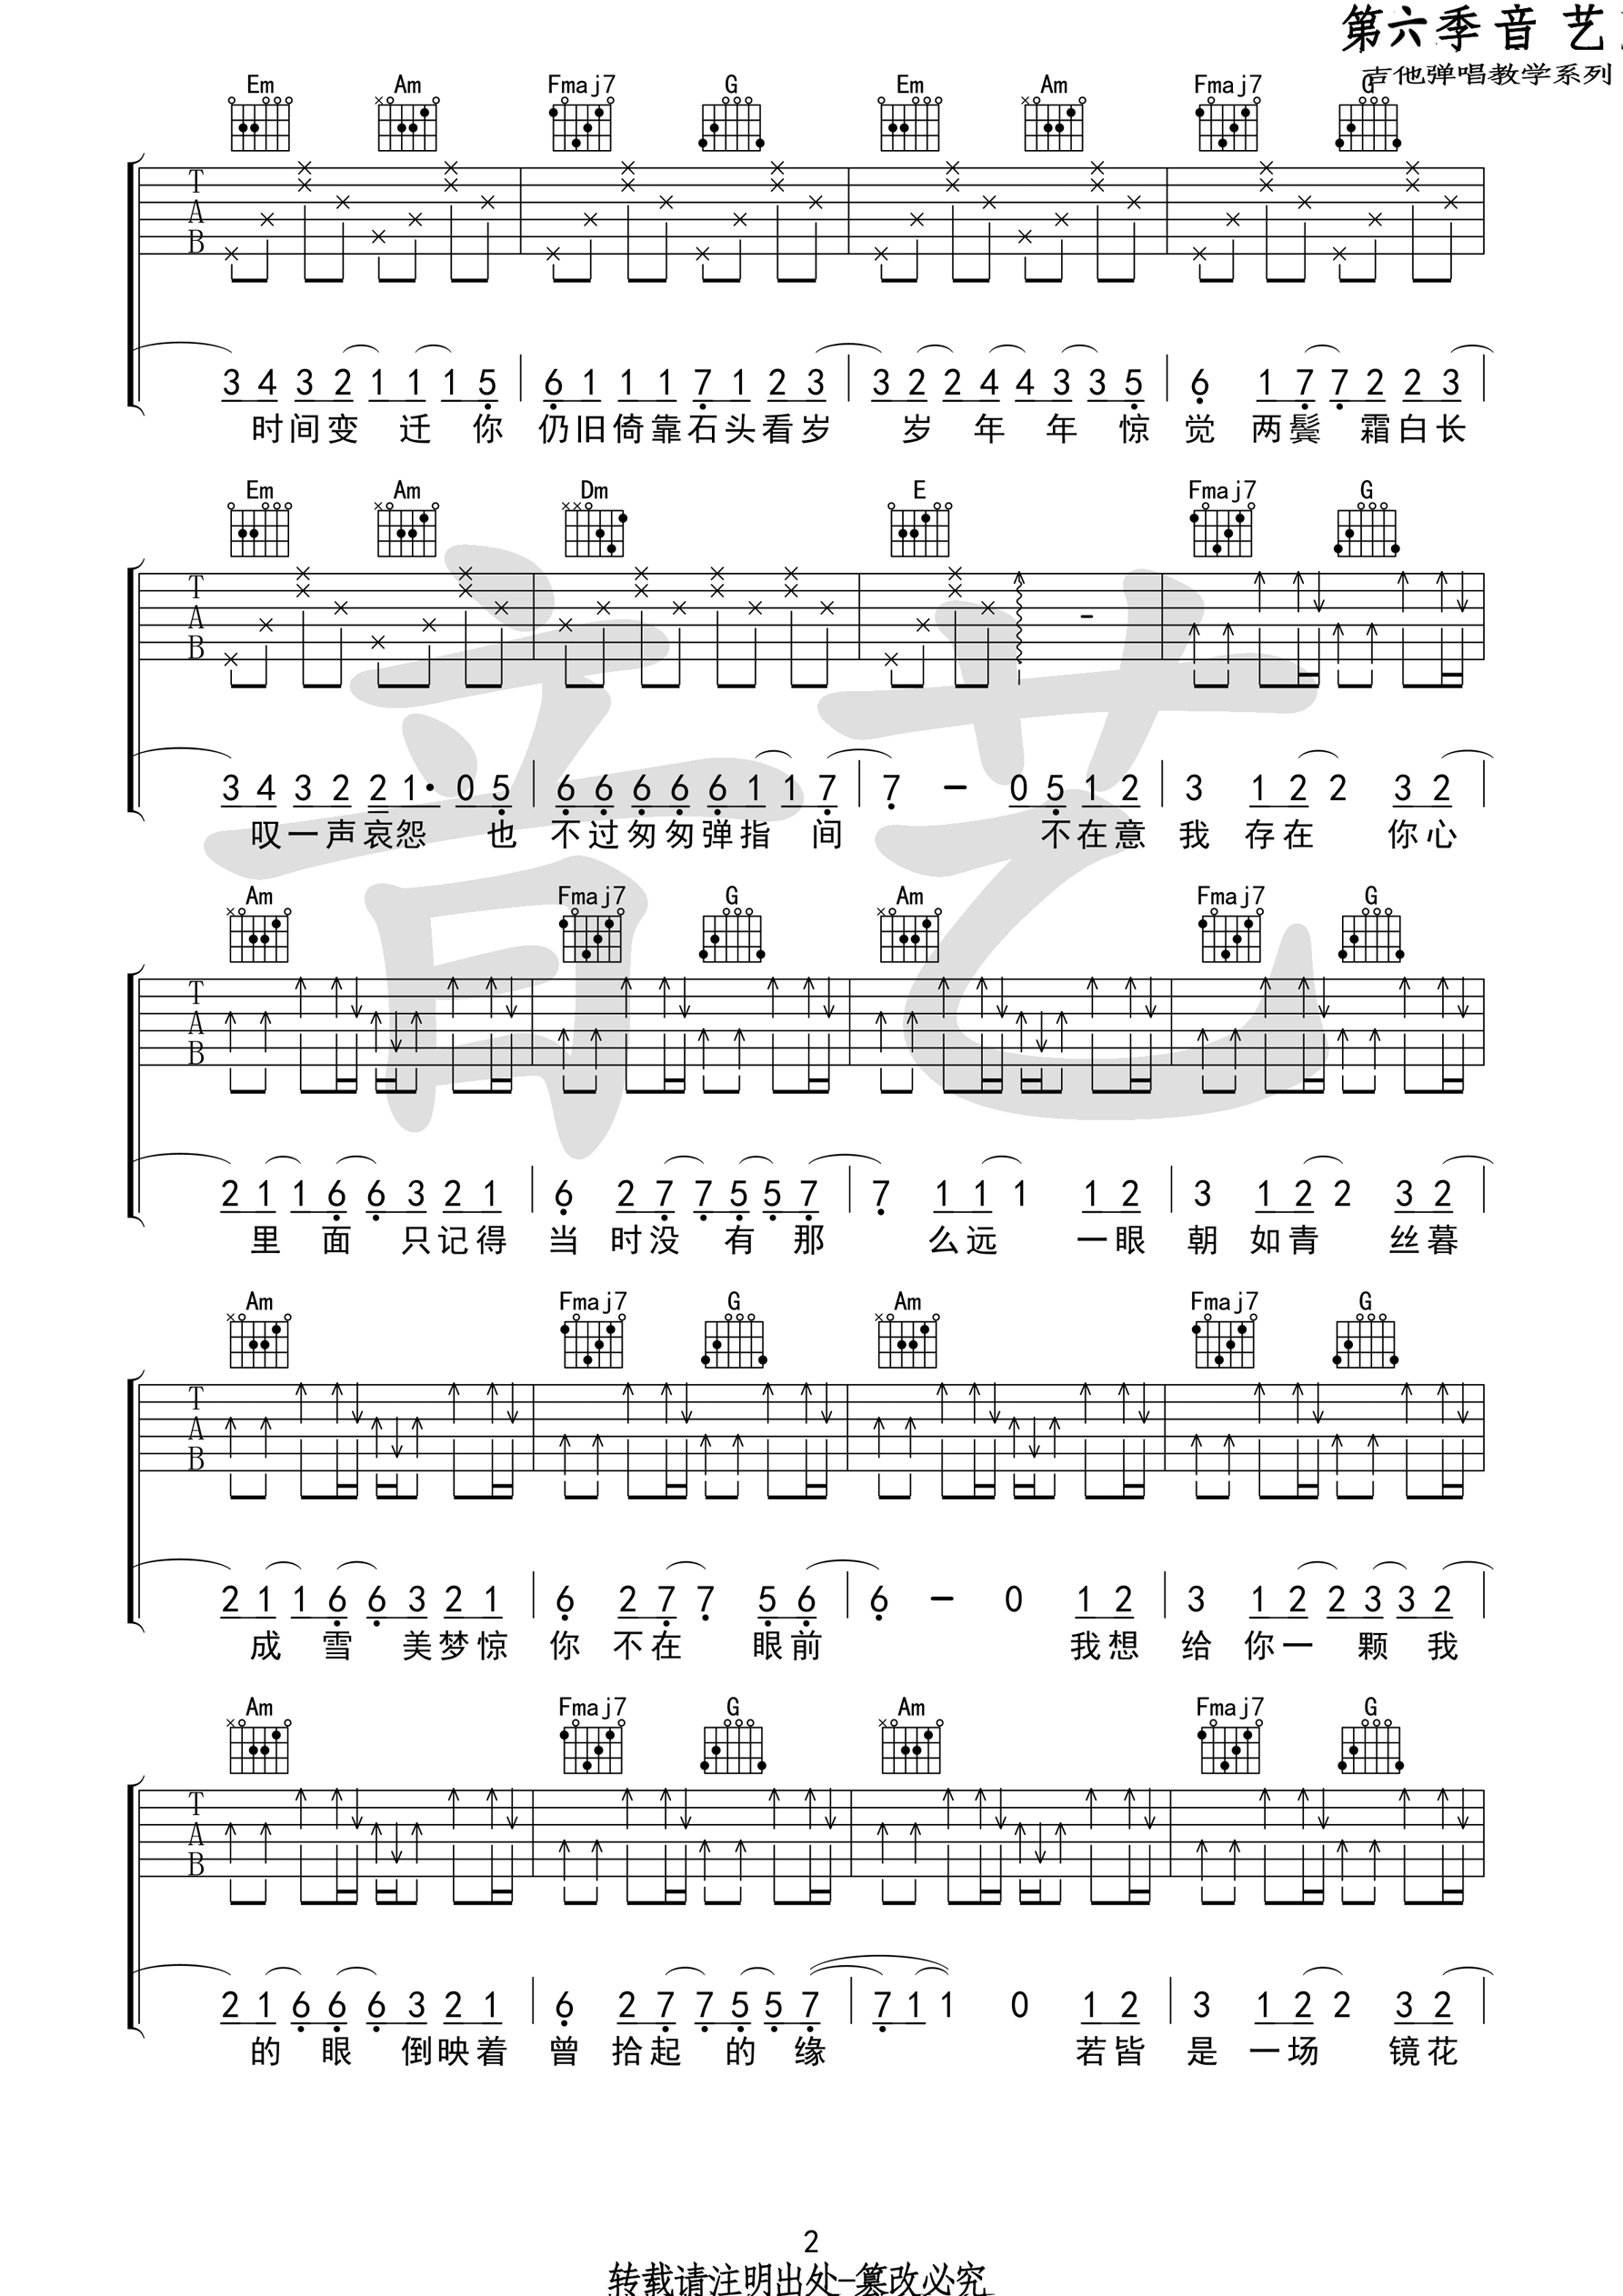 第六季音 艺
吉他弹唱教学系列
Em Am Fmaj7 G Em Am Fmaj7 G
T
A
B
3 4 3 2 1 1 1 5 6 1 1 1 7 1 2 3 3 2 2 4 4 3 3 5 6 1 7 7 2 2 3
时间变 迁 你 仍旧倚靠石头看岁 岁 年 年 惊 觉 两鬓 霜白长
Em Am Dm E Fmaj7 G
T
A
B
3 4 3 2 2 1· 0 5 6 6 6 6 6 1 1 7 7 - 0 5 1 2 3 1 2 2 3 2
叹一声哀怨 也 不过匆匆弹指 间 不在意 我 存在 你心
Am Fmaj7 G Am Fmaj7 G
T
A
B
2 1 1 6 6 3 2 1 6 2 7 7 5 5 7 7 1 1 1 1 2 3 1 2 2 3 2
里 面 只记得 当 时没 有 那 么远 一眼 朝 如青 丝暮
Am Fmaj7 G Am Fmaj7 G
T
A
B
2 1 1 6 6 3 2 1 6 2 7 7 5 6 6 - 0 1 2 3 1 2 2 3 3 2
成 雪 美梦惊 你 不在 眼前 我想 给 你一 颗 我
Am Fmaj7 G Am Fmaj7 G
T
A
B
2 1 6 6 6 3 2 1 6 2 7 7 5 5 7 7 1 1 0 1 2 3 1 2 2 3 2
的 眼 倒映着 曾 拾起 的 缘 若皆 是 一场 镜花
音艺
2
转载请注明出处-篡改必究